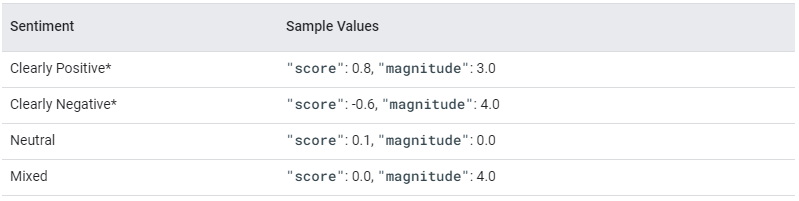 Sentiment Sample Values
Clearly Positive* "score": 0.8, "magnitude": 3.0
Clearly Negative* "score": -0.6, "magnitude": 4.0
Neutral "score": 0.1, "magnitude": 0.0
Mixed "score": 0.0, "magnitude": 4.0